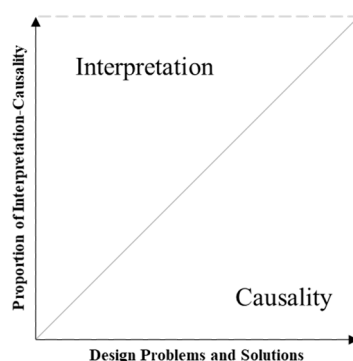 Interpretation
Proportion of Interpretation-Causality
Causality
Design Problems and Solutions